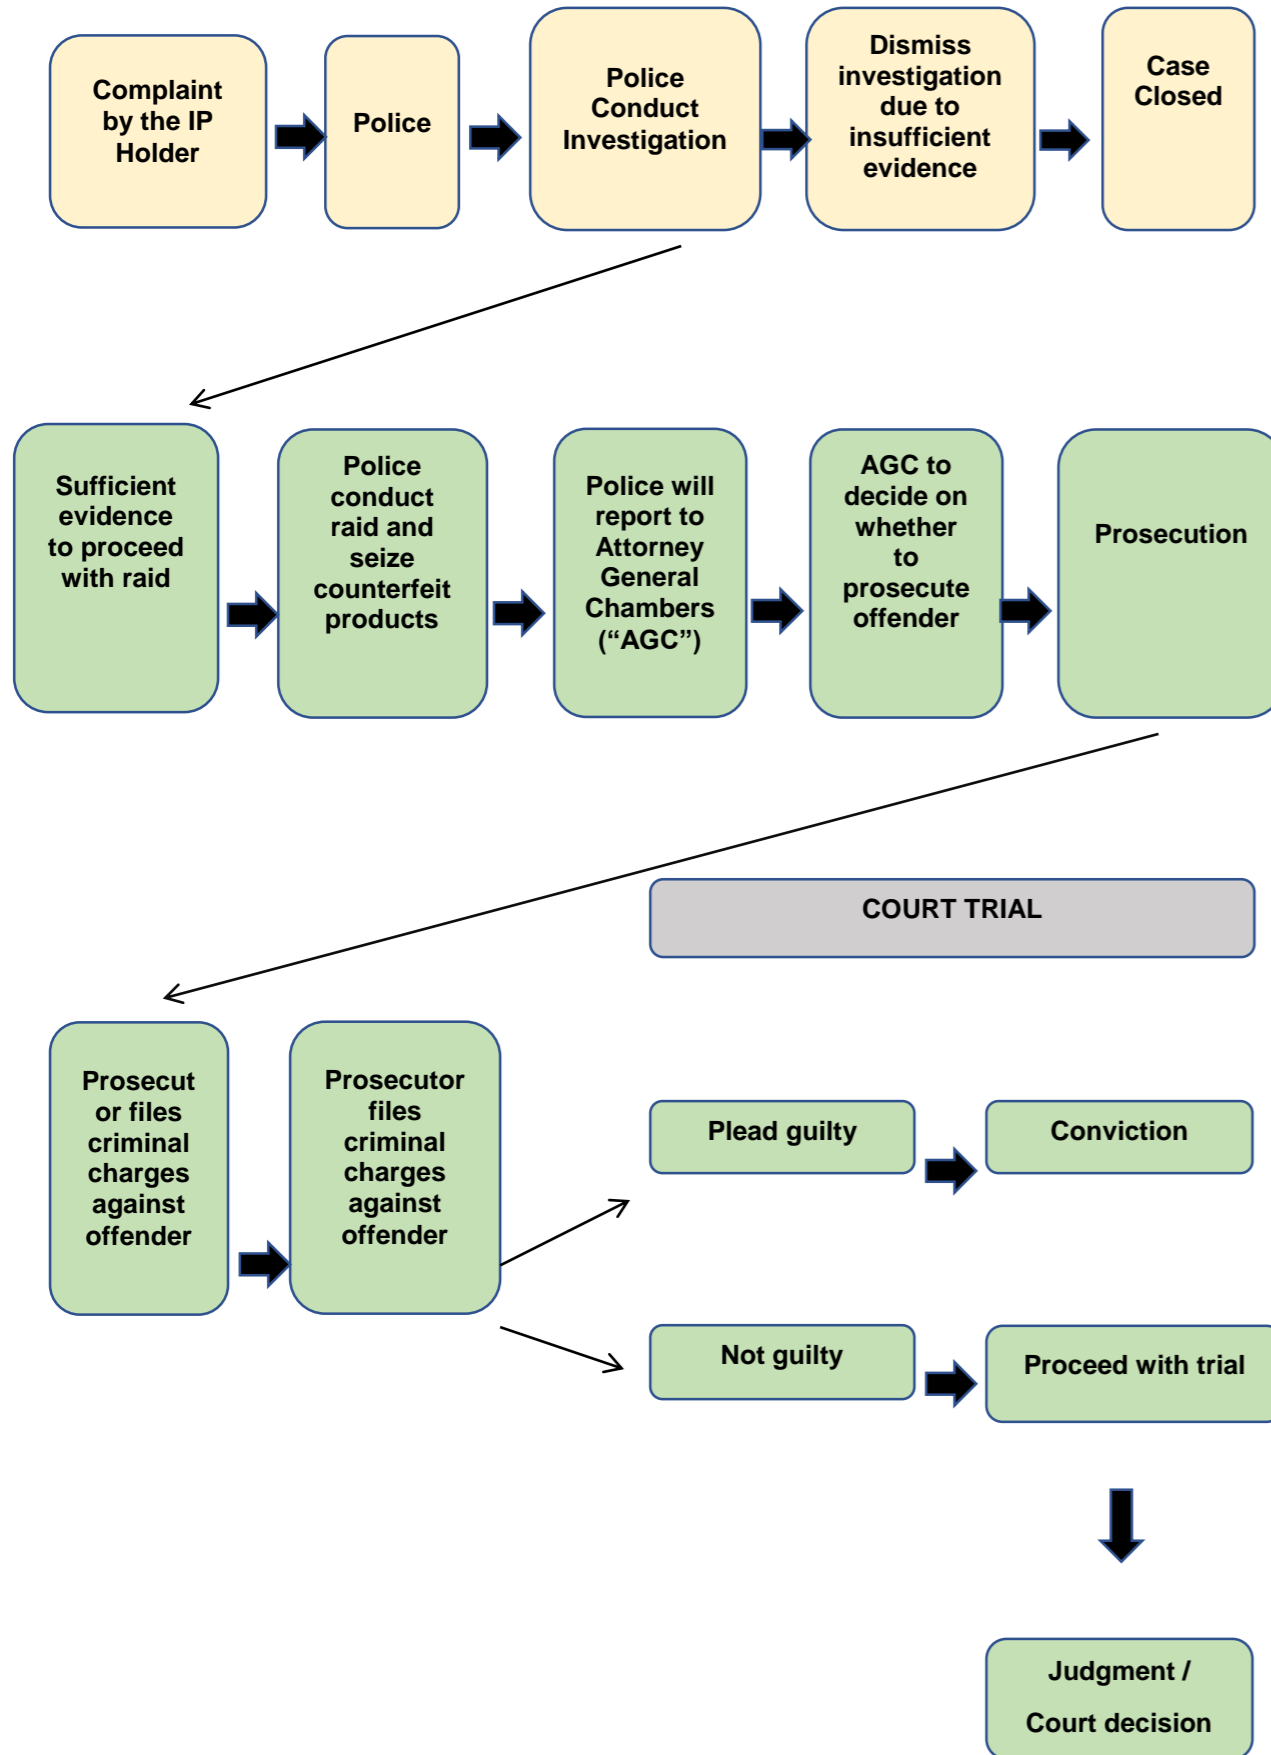 Complaint
by the IP
Holder
Police
Police
Conduct
Investigation
Dismiss
investigation
due to
insufficient
evidence
Case
Closed
Sufficient
evidence
to proceed
with raid
Police
conduct
raid and
seize
counterfeit
products
Police will
report to
Attorney
General
Chambers
(“AGC”)
AGC to
decide on
whether
to
prosecute
offender
Prosecution
COURT TRIAL
Prosecut
or files
criminal
charges
against
offender
Prosecutor
files
criminal
charges
against
offender
Plead guilty
Conviction
Not guilty
Proceed with trial
Judgment /
Court decision